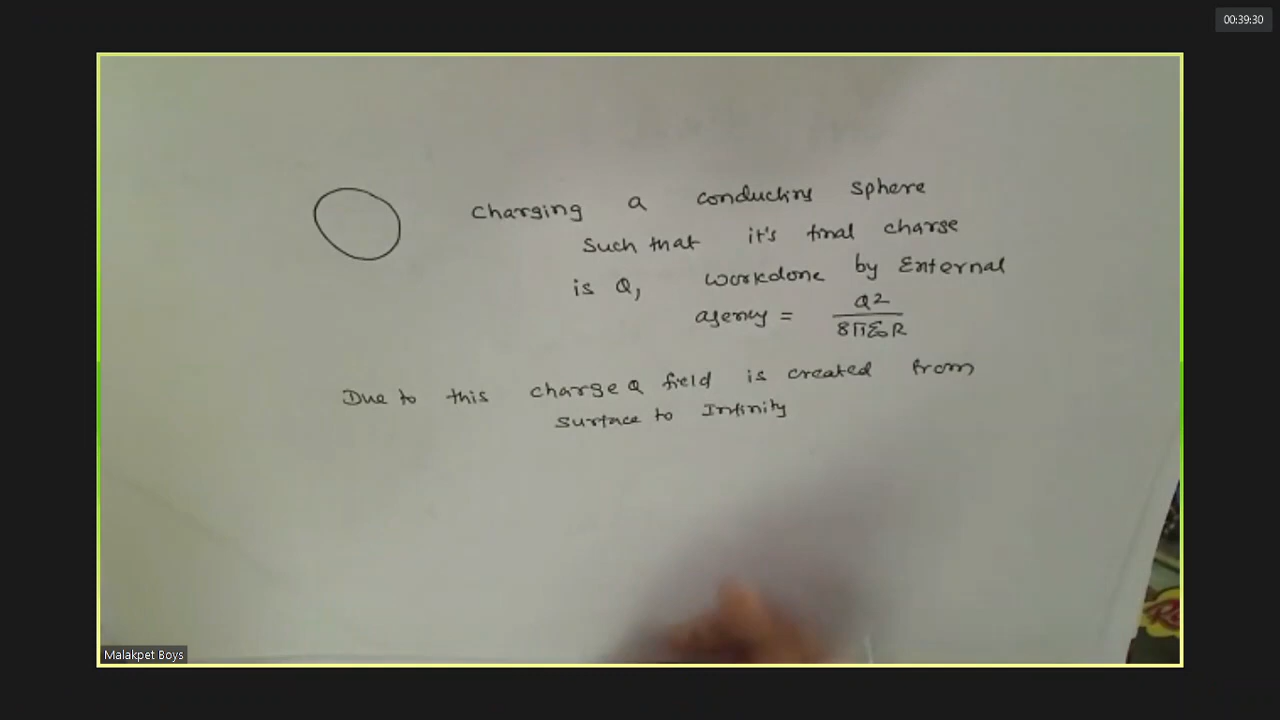 00:39:30
Charging a conducting sphere
such that it's final charge
is Q, workdone by External
agency = Q2/8πε0R
Due to this charge Q field is created from
surface to Infinity
Malakpet Boys